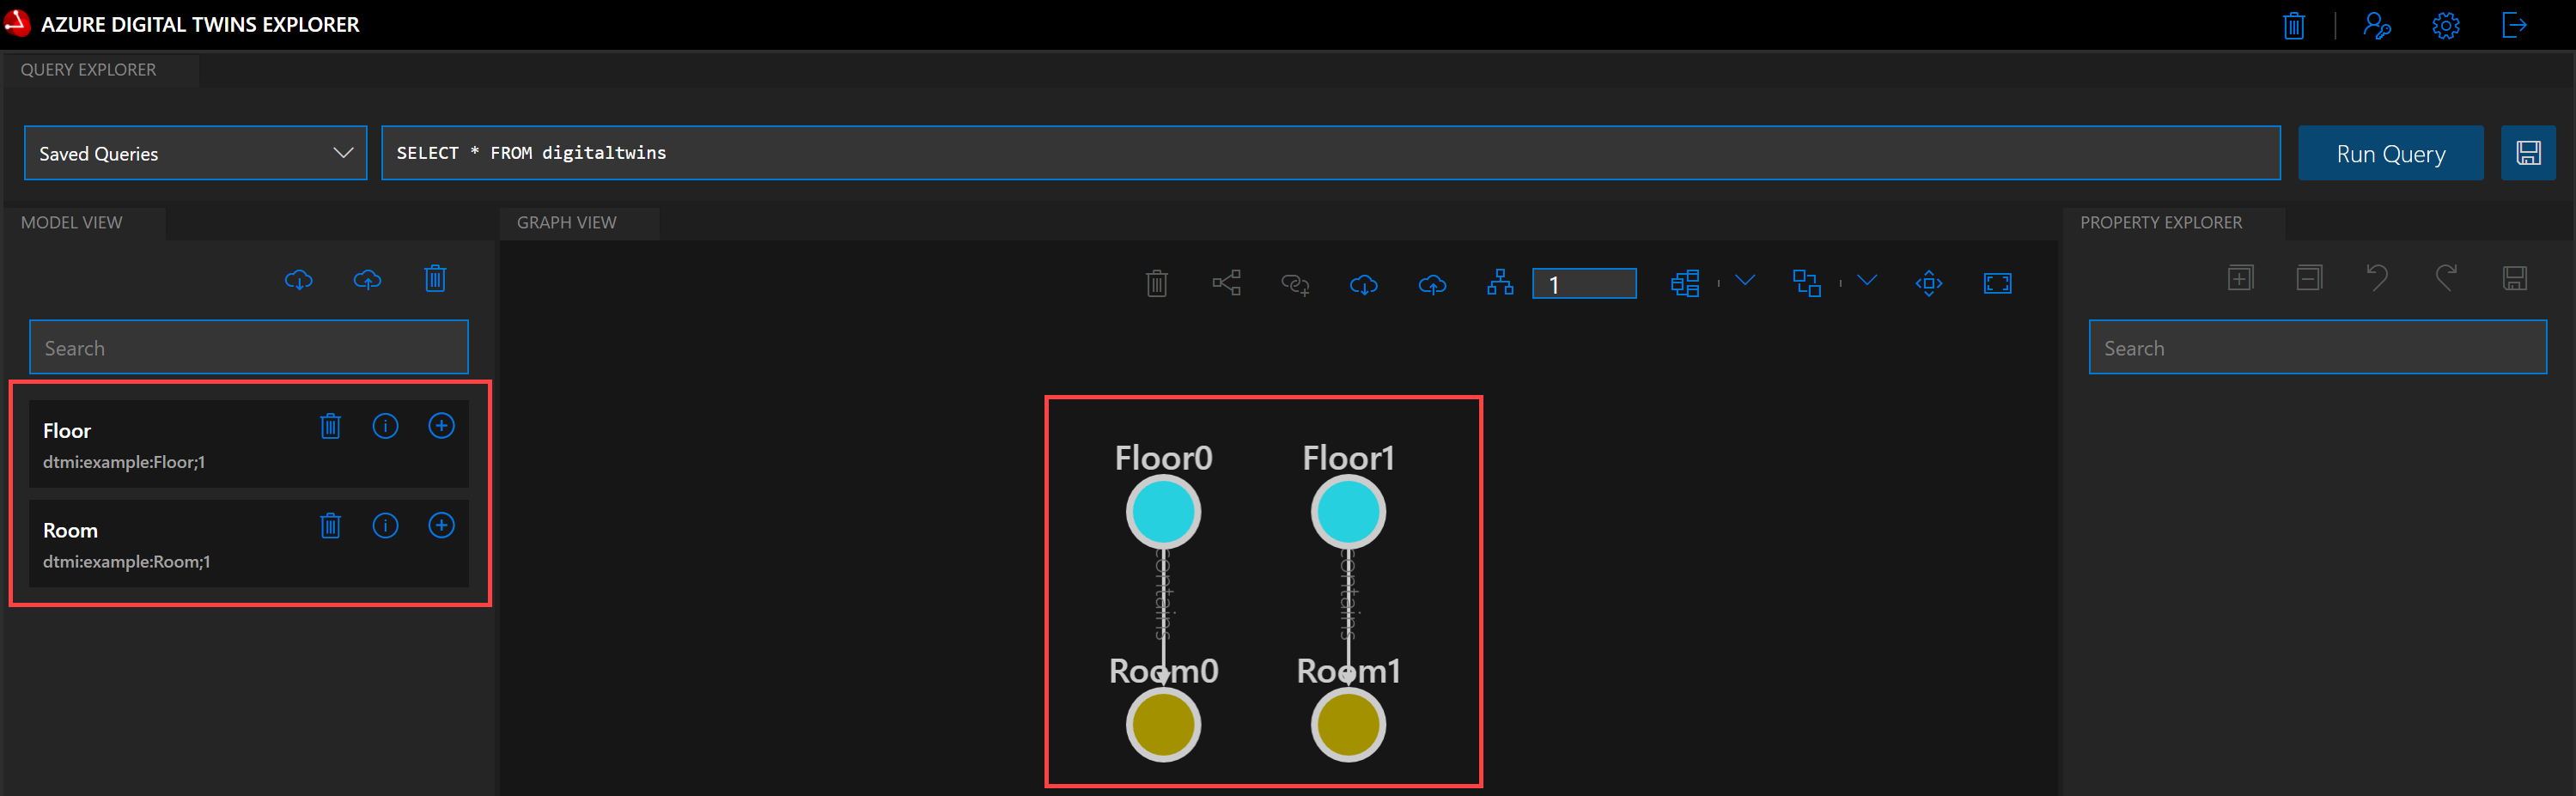 AZURE DIGITAL TWINS EXPLORER
QUERY EXPLORER
Saved Queries
SELECT * FROM digitaltwins
Run Query
MODEL VIEW
GRAPH VIEW
PROPERTY EXPLORER
1
Search
Search
Floor
dtmi:example:Floor;1
Room
dtmi:example:Room;1
Floor0
Floor1
contains
contains
Room0
Room1